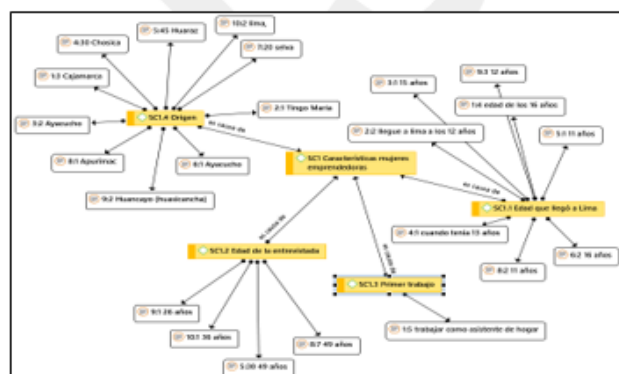 10:2 lima,
5:45 Huaraz
4:30 Chosica
7:20 selva
1:3 Cajamarca
2:1 Tingo Maria
3:2 Ayacucho
SC1.4 Origen
8:1 Apurimac
6:1 Ayacucho
9:2 Huancayo (huasicancha)
es causa de
SC1 Características mujeres
emprendedoras
9:3 12 años
3:1 15 años
1:4 edad de los 16 años
2:2 llegue a lima a los 12 años
5:1 11 años
es causa de
SC1.1 Edad que llegó a Lima
4:1 cuando tenía 13 años
6:2 16 años
8:2 11 años
es causa de
SC1.2 Edad de la entrevistada
es causa de
SC1.3 Primer trabajo
9:1 26 años
10:1 36 años
5:38 49 años
8:7 49 años
1:5 trabajar como asistente de hogar